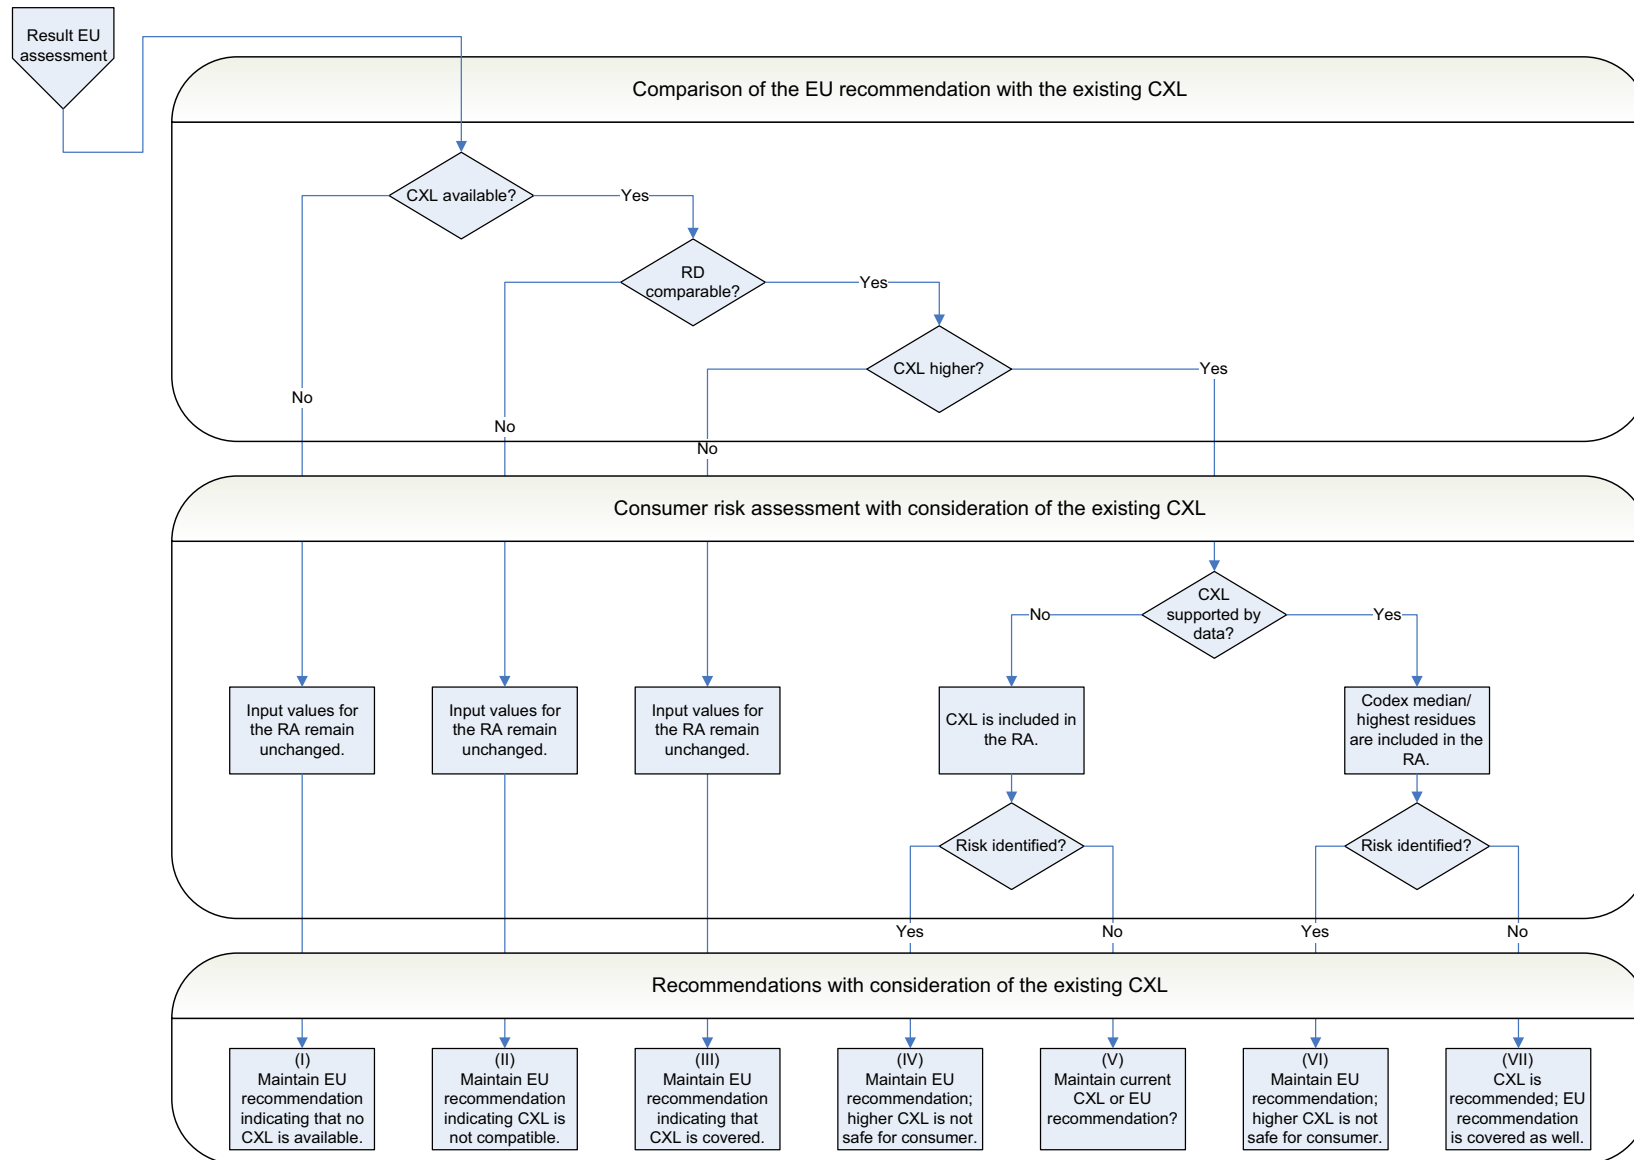 Result EU
assessment
Comparison of the EU recommendation with the existing CXL
CXL available?
Yes
RD
comparable?
Yes
CXL higher?
Yes
No
No
No
Consumer risk assessment with consideration of the existing CXL
CXL
supported by
data?
No
Yes
Input values for
the RA remain
unchanged.
Input values for
the RA remain
unchanged.
Input values for
the RA remain
unchanged.
CXL is included in
the RA.
Codex median/
highest residues
are included in the
RA.
Risk identified?
Risk identified?
Yes
No
Yes
No
Recommendations with consideration of the existing CXL
(I)
Maintain EU
recommendation
indicating that no
CXL is available.
(II)
Maintain EU
recommendation
indicating CXL is
not compatible.
(III)
Maintain EU
recommendation
indicating that
CXL is covered.
(IV)
Maintain EU
recommendation;
higher CXL is not
safe for consumer.
(V)
Maintain current
CXL or EU
recommendation?
(VI)
Maintain EU
recommendation;
higher CXL is not
safe for consumer.
(VII)
CXL is
recommended; EU
recommendation
is covered as well.